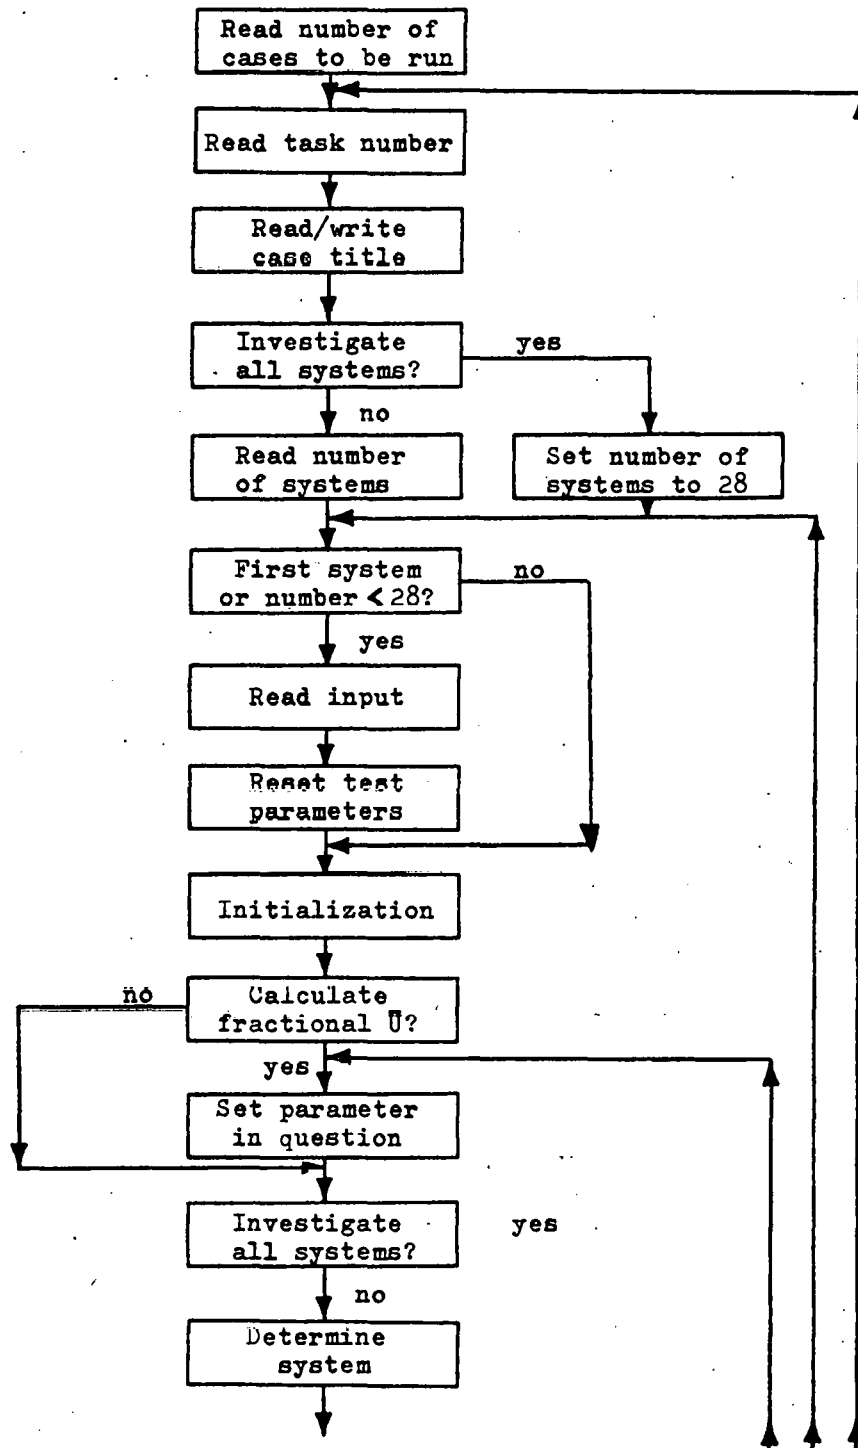 Read number of
cases to be run
Read task number
Read/write
case title
Investigate
all systems?
yes
no
Read number
of systems
Set number of
systems to 28
First system
or number < 28?
no
yes
Read input
Reset test
parameters
Initialization
no
Calculate
fractional Ū?
yes
Set parameter
in question
Investigate
all systems?
yes
no
Determine
system